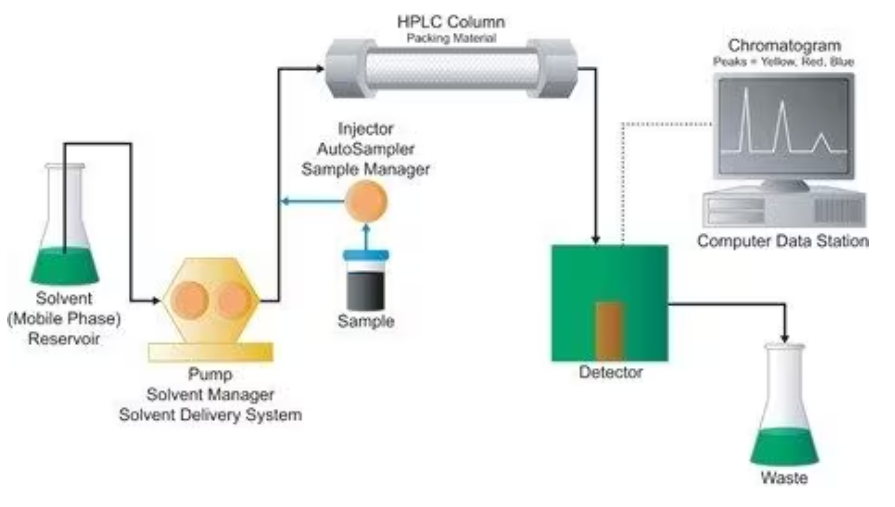 HPLC Column
Packing Material
Chromatogram
Peaks = Yellow, Red, Blue
Injector
AutoSampler
Sample Manager
Computer Data Station
Solvent
(Mobile Phase)
Reservoir
Sample
Pump
Solvent Manager
Solvent Delivery System
Detector
Waste